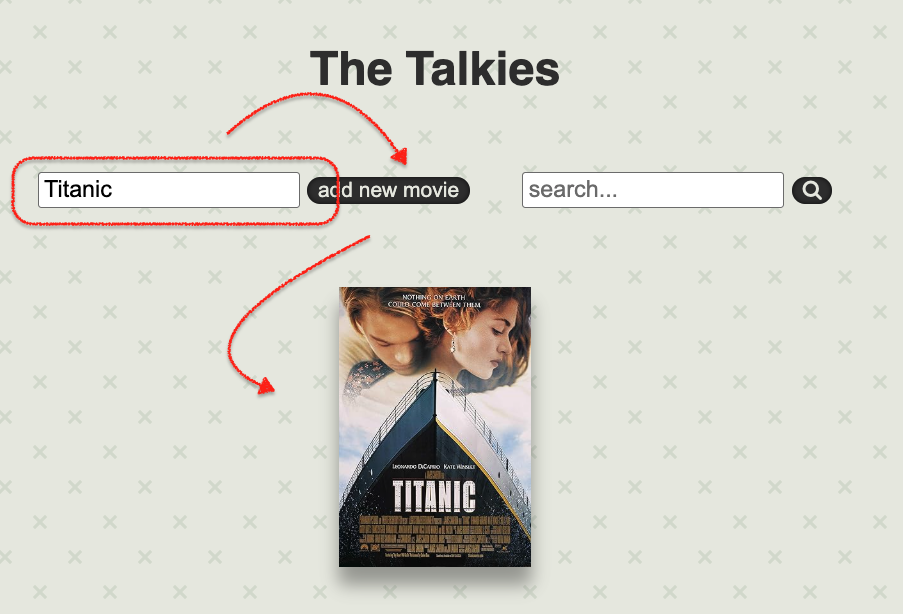 The Talkies
Titanic
add new movie
search...
NOTHING ON EARTH
COULD COME BETWEEN THEM.
LEONARDO DICAPRIO KATE WINSLET
TITANIC